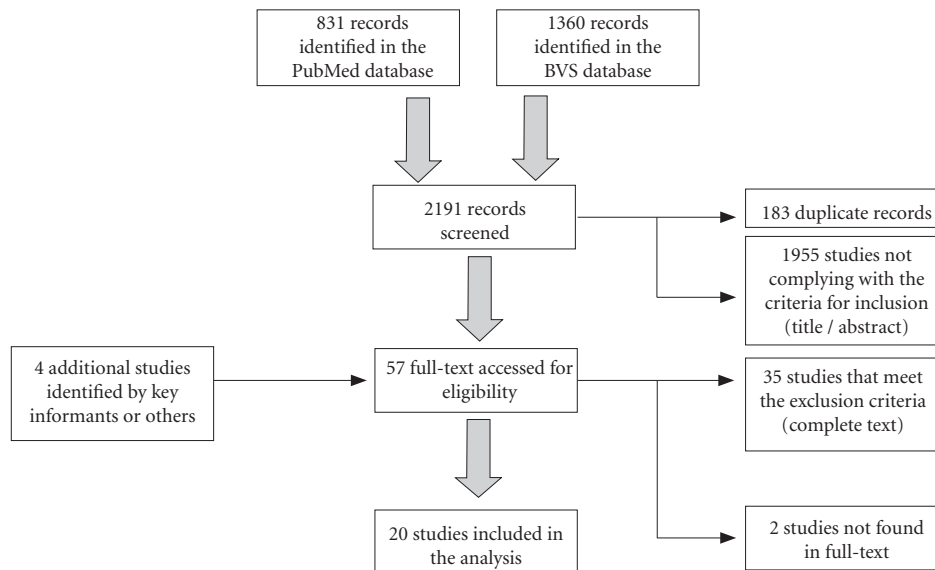 831 records
identified in the
PubMed database
1360 records
identified in the
BVS database
2191 records
screened
183 duplicate records
1955 studies not
complying with the
criteria for inclusion
(title / abstract)
4 additional studies
identified by key
informants or others
57 full-text accessed for
eligibility
35 studies that meet
the exclusion criteria
(complete text)
20 studies included in
the analysis
2 studies not found
in full-text